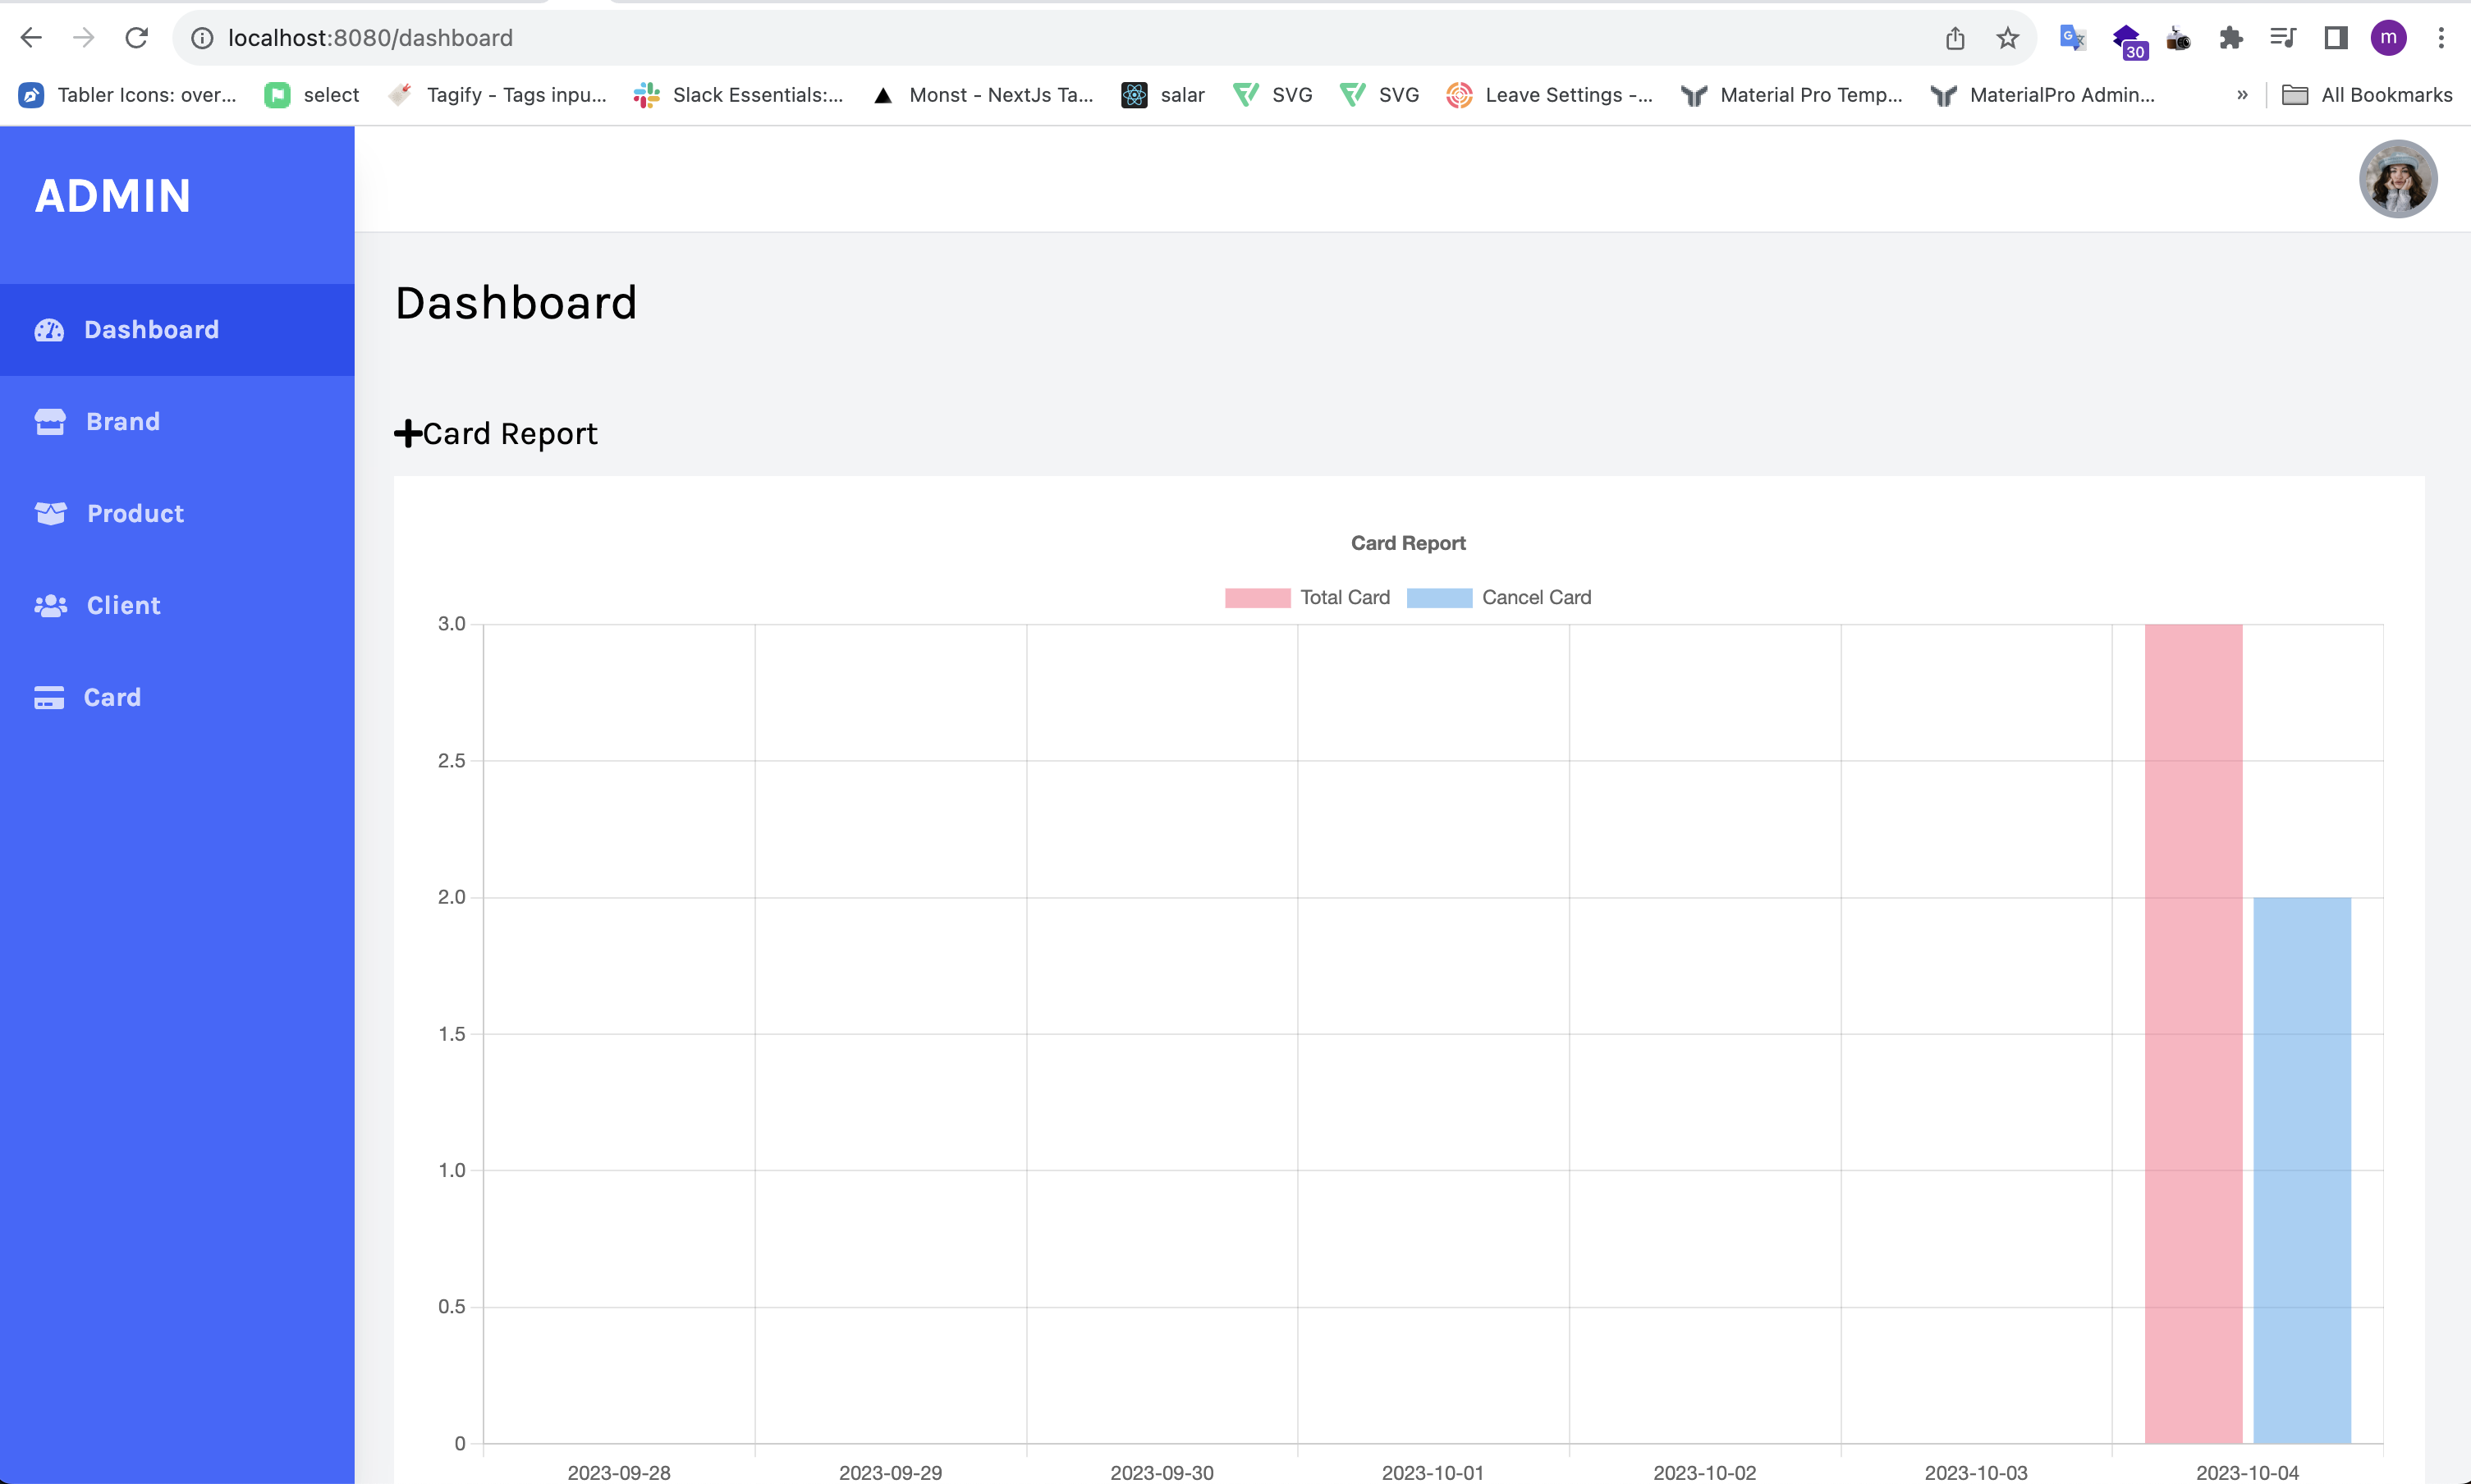 localhost:8080/dashboard
30
m
Tabler Icons: over...
select
Tagify - Tags inpu...
Slack Essentials:...
Monst - NextJs Ta...
salar
SVG
SVG
Leave Settings -...
Material Pro Temp...
MaterialPro Admin...
»
All Bookmarks
ADMIN
Dashboard
Brand
Product
Client
Card
Dashboard
Card Report
Card Report
Total Card
Cancel Card
3.0
2.5
2.0
1.5
1.0
0.5
0
2023-09-28
2023-09-29
2023-09-30
2023-10-01
2023-10-02
2023-10-03
2023-10-04